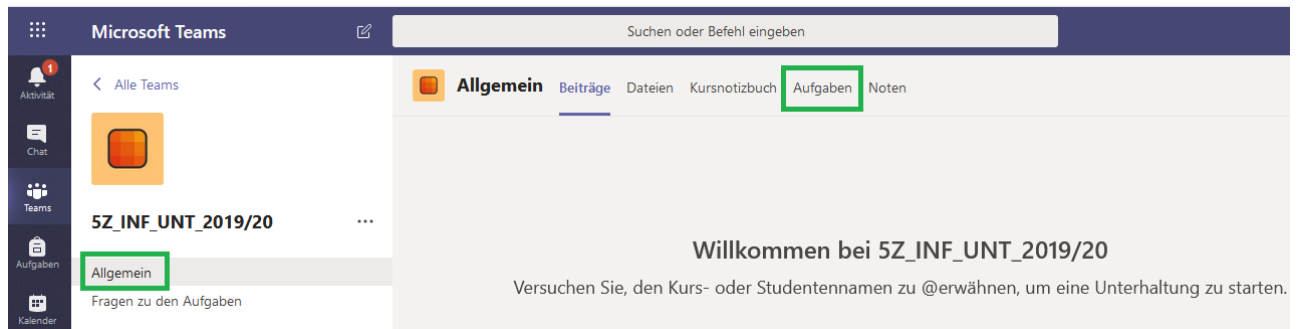 Microsoft Teams
Suchen oder Befehl eingeben
1
Aktivität
Chat
Teams
Aufgaben
Kalender
Alle Teams
5Z_INF_UNT_2019/20
Allgemein
Fragen zu den Aufgaben
Allgemein Beiträge Dateien Kursnotizbuch Aufgaben Noten
Willkommen bei 5Z_INF_UNT_2019/20
Versuchen Sie, den Kurs- oder Studentennamen zu @erwähnen, um eine Unterhaltung zu starten.